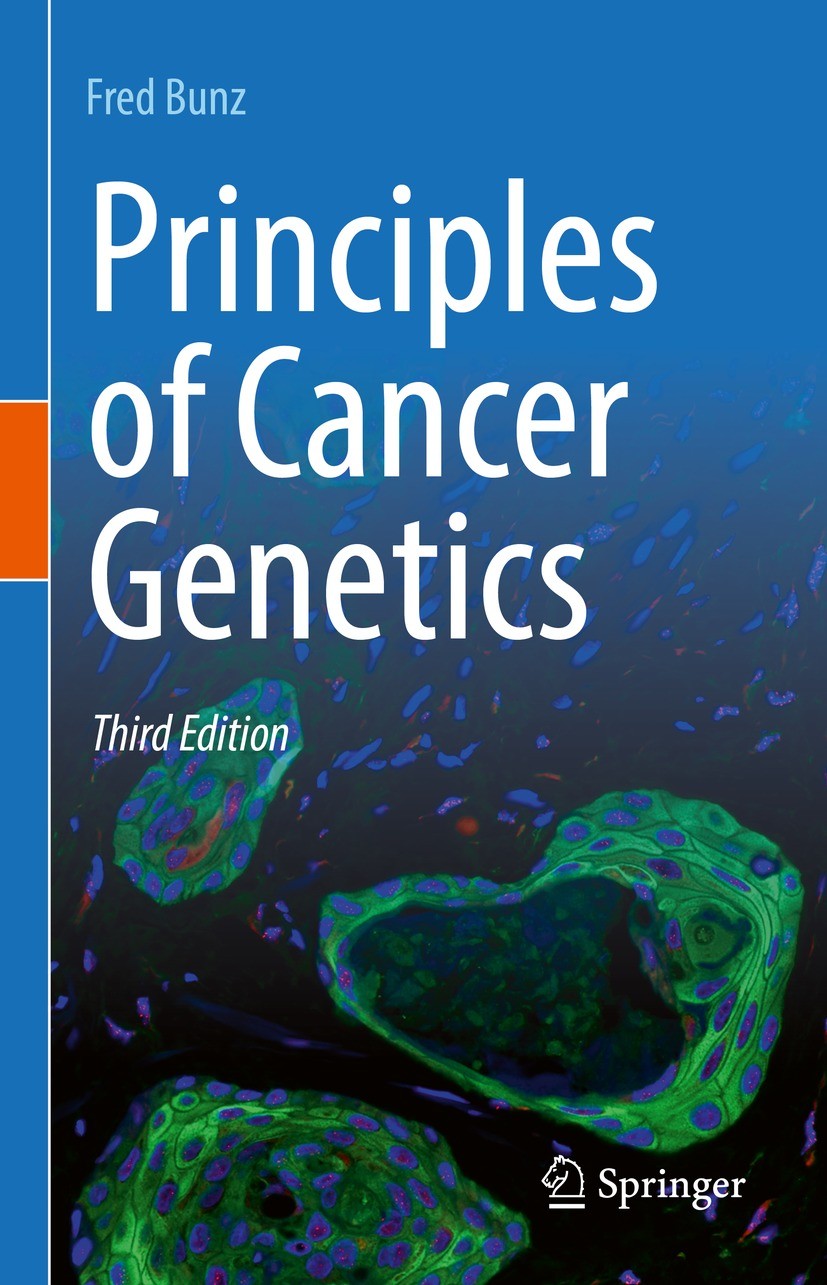 Fred Bunz
Principles
of Cancer
Genetics
Third Edition
Springer